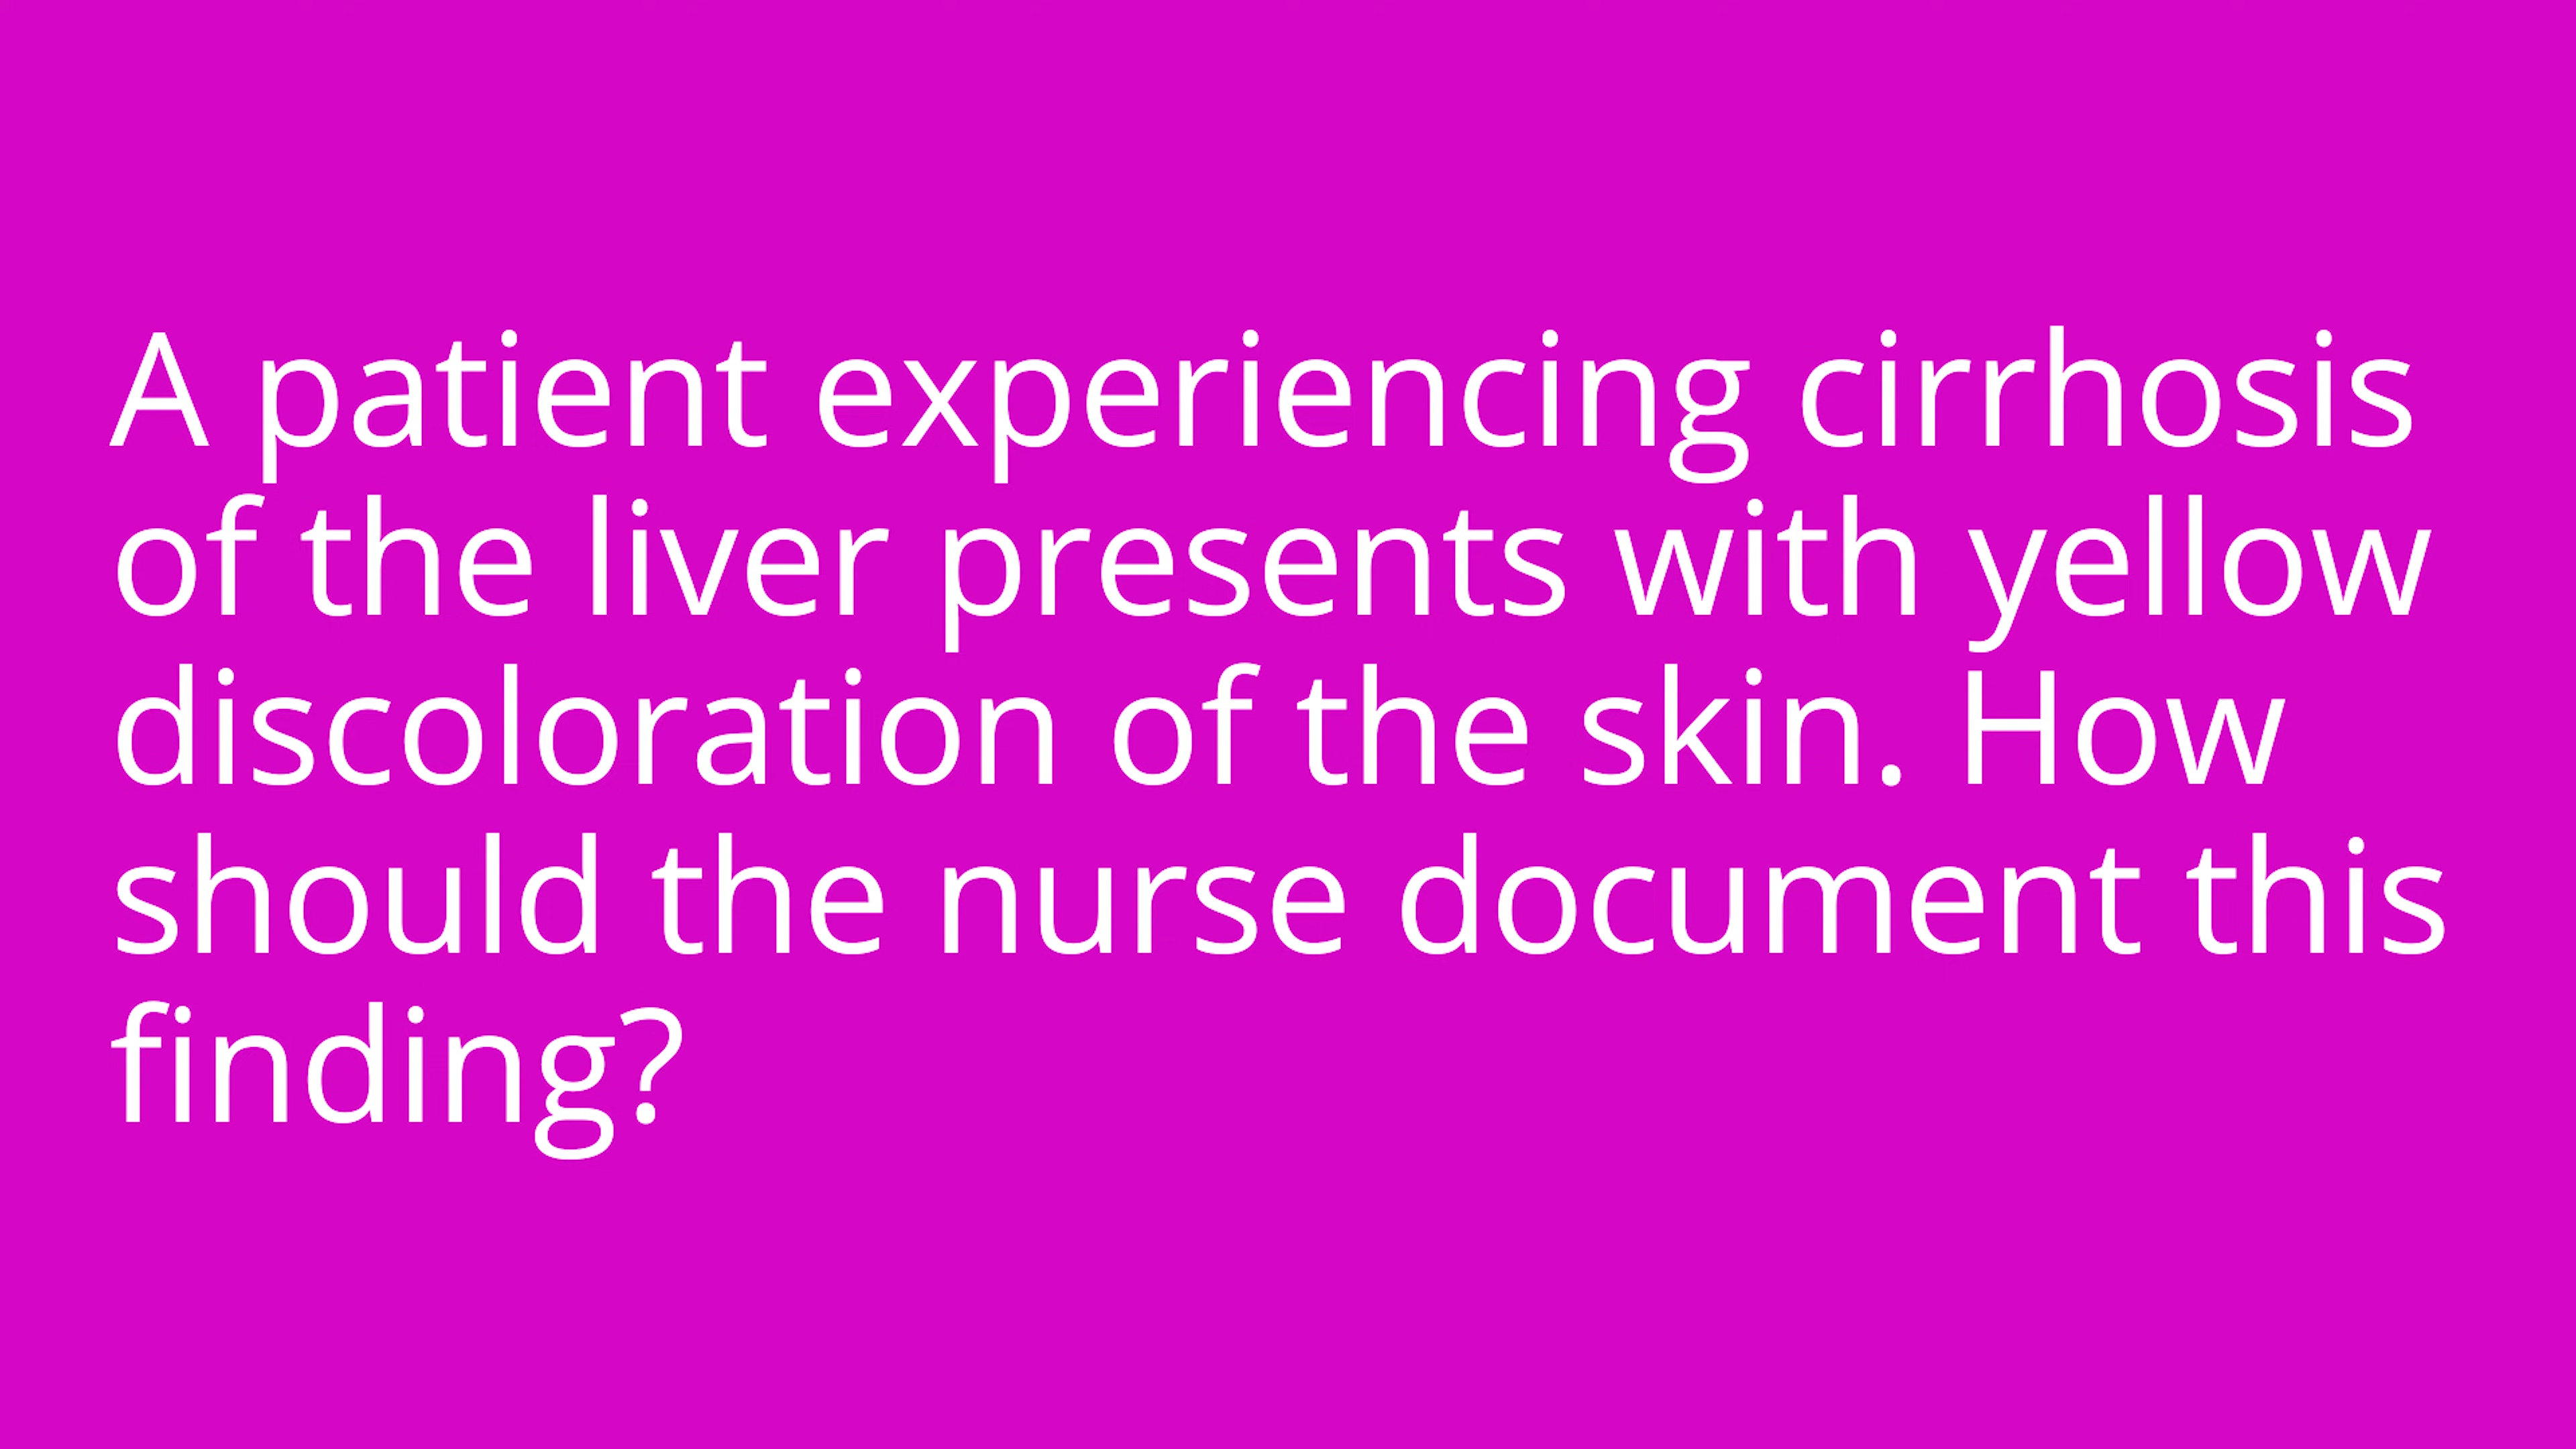 A patient experiencing cirrhosis
of the liver presents with yellow
discoloration of the skin. How
should the nurse document this
finding?